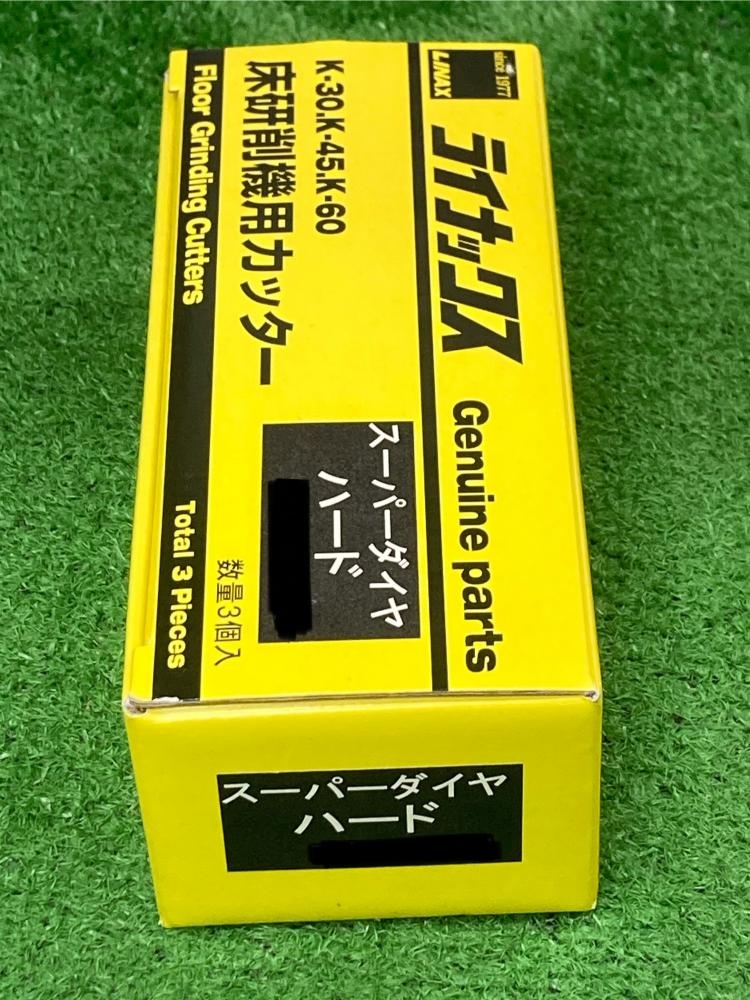 since 1977
LINAX
ライナックス
Genuine parts
K-30.K-45.K-60
床研削機用カッター
スーパーダイヤ
ハード
数量3個入
Floor Grinding Cutters
Total 3 Pieces
スーパーダイヤ
ハード